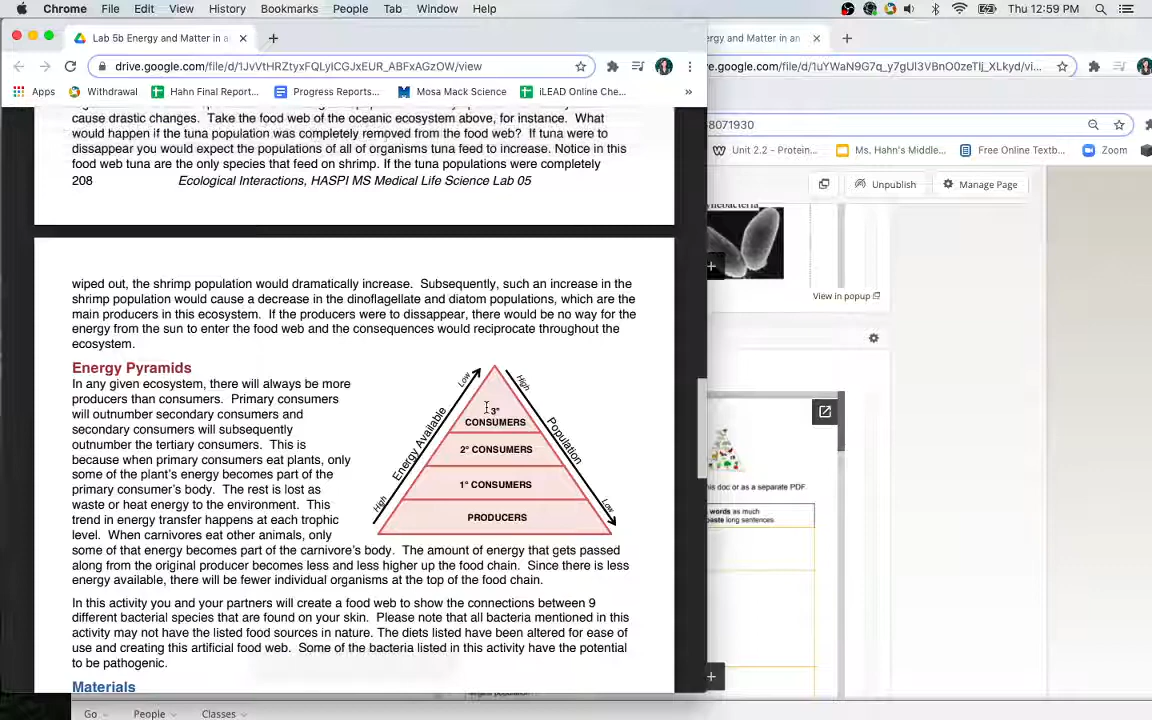 Chrome File Edit View History Bookmarks People Tab Window Help Thu 12:59 PM
Lab 5b Energy and Matter in a
ergy and Matter in an
drive.google.com/file/d/1JvVtHRZtyxFQLyICGJxEUR_ABFxAGzOW/view
e.google.com/file/d/1uYWaN9G7q_y7gUl3VBnO0zeTlj_XLkyd/vi...
Apps Withdrawal Hahn Final Report... Progress Reports... Mosa Mack Science iLEAD Online Che... »
8071930
Unit 2.2 - Protein... Ms. Hahn's Middle... Free Online Textb... Zoom
Unpublish Manage Page
View in popup
his doc or as a separate PDF.
words as much
paste long sentences.
cause drastic changes. Take the food web of the oceanic ecosystem above, for instance. What
would happen if the tuna population was completely removed from the food web? If tuna were to
disappear you would expect the populations of all of organisms tuna feed to increase. Notice in this
food web tuna are the only species that feed on shrimp. If the tuna populations were completely
208 Ecological Interactions, HASPI MS Medical Life Science Lab 05
wiped out, the shrimp population would dramatically increase. Subsequently, such an increase in the
shrimp population would cause a decrease in the dinoflagellate and diatom populations, which are the
main producers in this ecosystem. If the producers were to disappear, there would be no way for the
energy from the sun to enter the food web and the consequences would reciprocate throughout the
ecosystem.
Energy Pyramids
In any given ecosystem, there will always be more
producers than consumers. Primary consumers
will outnumber secondary consumers and
secondary consumers will subsequently
outnumber the tertiary consumers. This is
because when primary consumers eat plants, only
some of the plant's energy becomes part of the
primary consumer's body. The rest is lost as
waste or heat energy to the environment. This
trend in energy transfer happens at each trophic
level. When carnivores eat other animals, only
some of that energy becomes part of the carnivore's body. The amount of energy that gets passed
along from the original producer becomes less and less higher up the food chain. Since there is less
energy available, there will be fewer individual organisms at the top of the food chain.
Low
Energy Available
High
High
Population
Low
3°
CONSUMERS
2° CONSUMERS
1° CONSUMERS
PRODUCERS
In this activity you and your partners will create a food web to show the connections between 9
different bacterial species that are found on your skin. Please note that all bacteria mentioned in this
activity may not have the listed food sources in nature. The diets listed have been altered for ease of
use and creating this artificial food web. Some of the bacteria listed in this activity have the potential
to be pathogenic.
Materials
Go People Classes